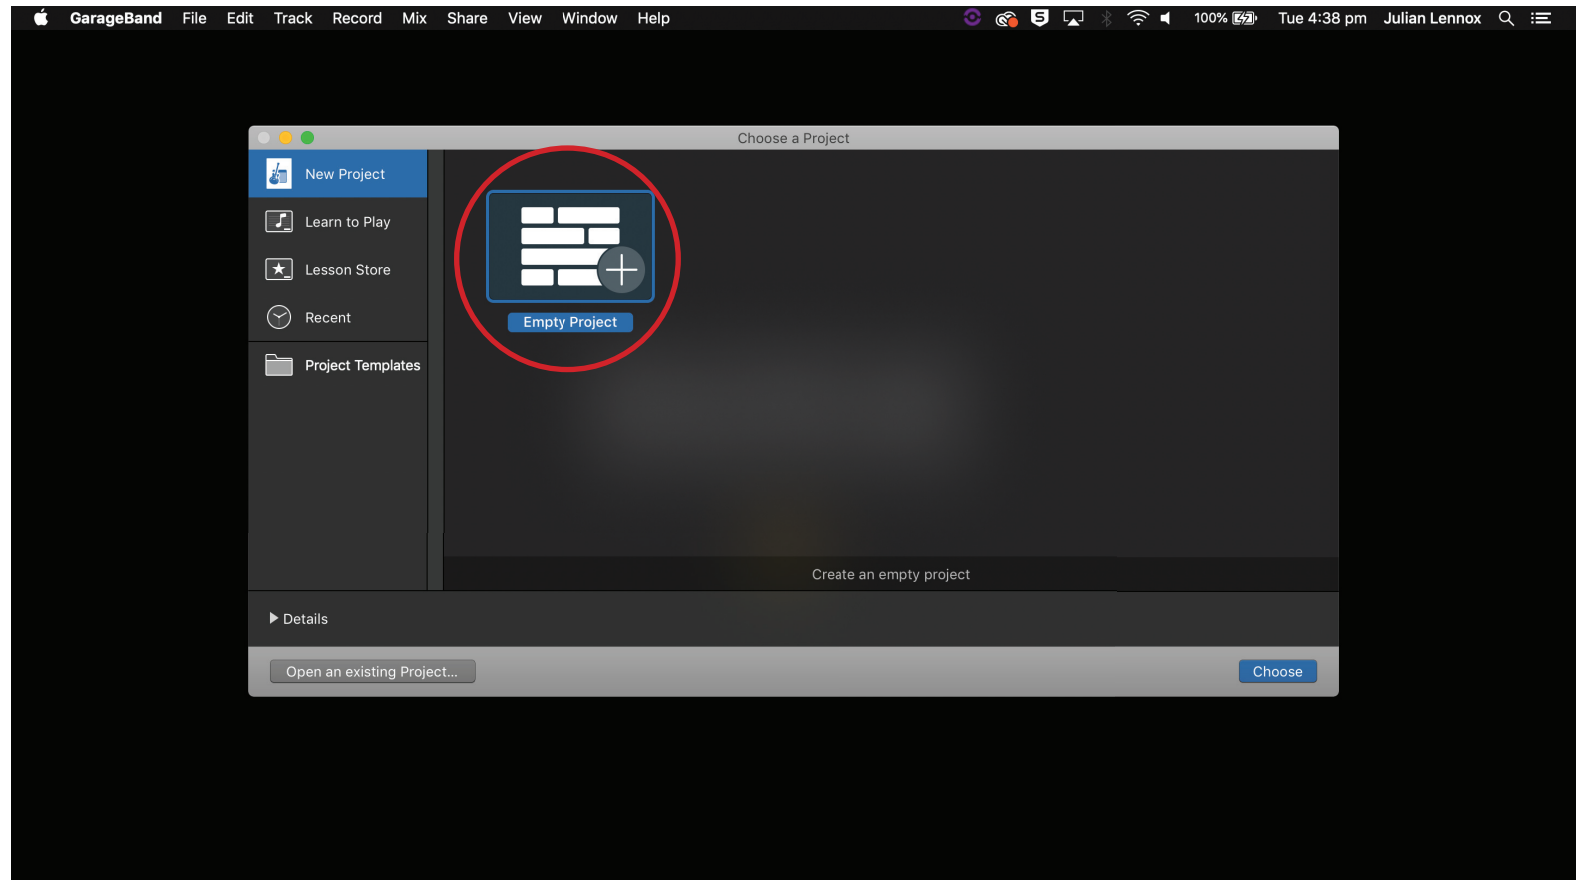 GarageBand File Edit Track Record Mix Share View Window Help 100% Tue 4:38 pm Julian Lennox
Choose a Project
New Project
Learn to Play
Lesson Store
Recent
Project Templates
Empty Project
Create an empty project
Details
Open an existing Project...
Choose